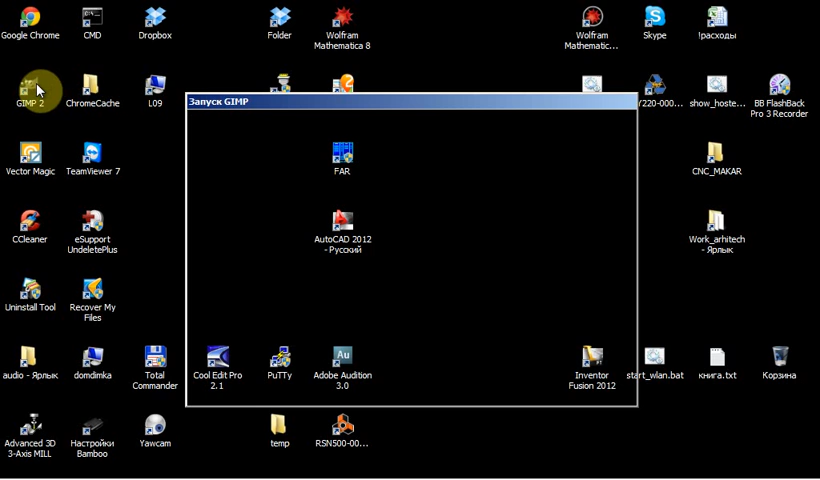 Google Chrome
CMD
Dropbox
Folder
Wolfram
Mathematica 8
Wolfram
Mathematic...
Skype
!расходы
GIMP 2
ChromeCache
L09
Запуск GIMP
show_hoste...
BB FlashBack
Pro 3 Recorder
Vector Magic
TeamViewer 7
FAR
CNC_MAKAR
CCleaner
eSupport
UndeletePlus
AutoCAD 2012
- Русский
Work_arhitech
- Ярлык
Uninstall Tool
Recover My
Files
audio - Ярлык
domdimka
Total
Commander
Cool Edit Pro
2.1
PuTTy
Adobe Audition
3.0
Inventor
Fusion 2012
start_wlan.bat
книга.txt
Корзина
Advanced 3D
3-Axis MILL
Настройки
Bamboo
Yawcam
temp
RSN500-00...